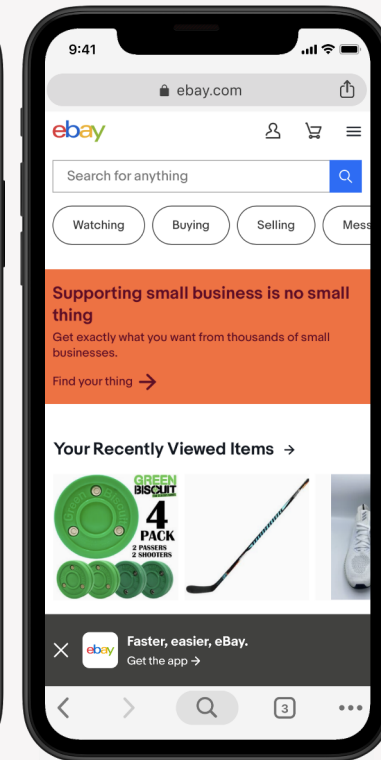 9:41
ebay.com
ebay
Search for anything
Watching Buying Selling Mess
Supporting small business is no small
thing
Get exactly what you want from thousands of small
businesses.
Find your thing →
Your Recently Viewed Items →
GREEN
BISCUIT
4
PACK
2 PASSERS
2 SHOOTERS
ebay
Faster, easier, eBay.
Get the app →
3